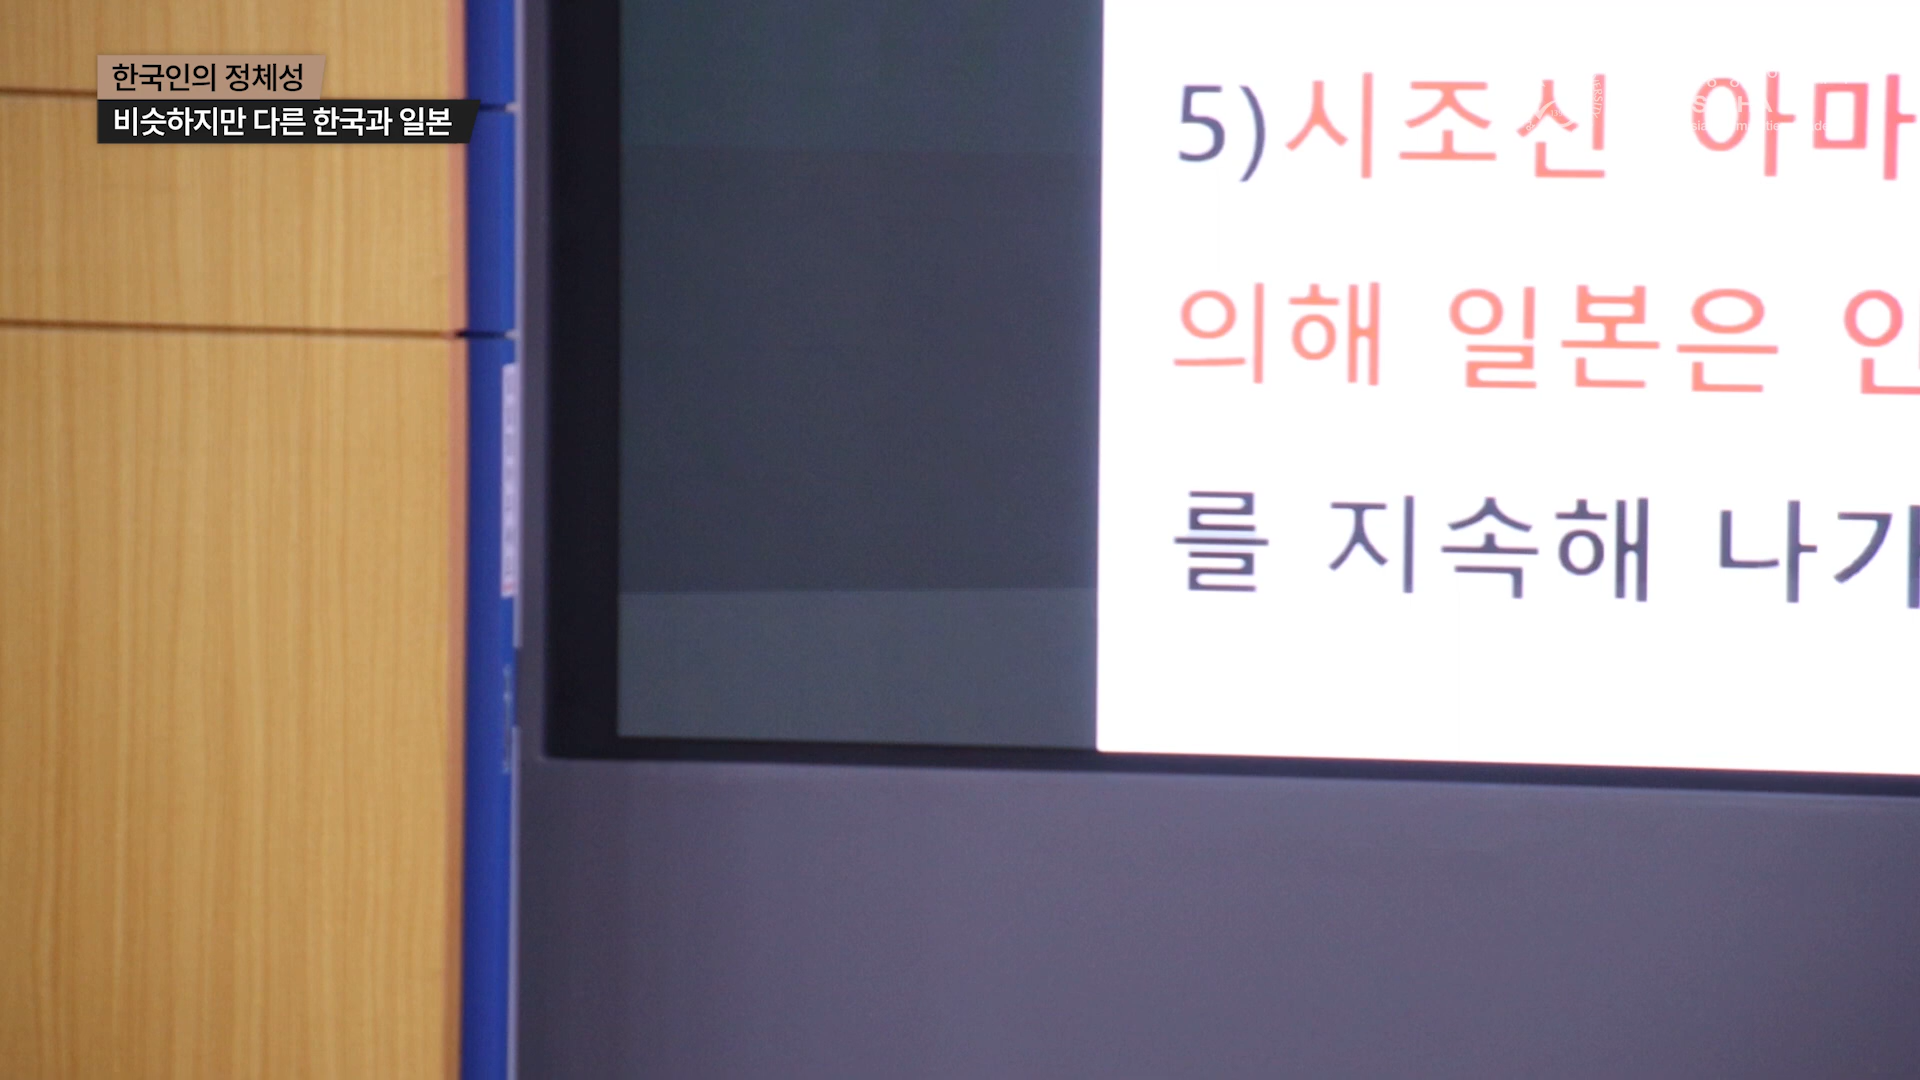 한국인의 정체성
비슷하지만 다른 한국과 일본
5)시조신 아마
의해 일본은
를 지속해 나가